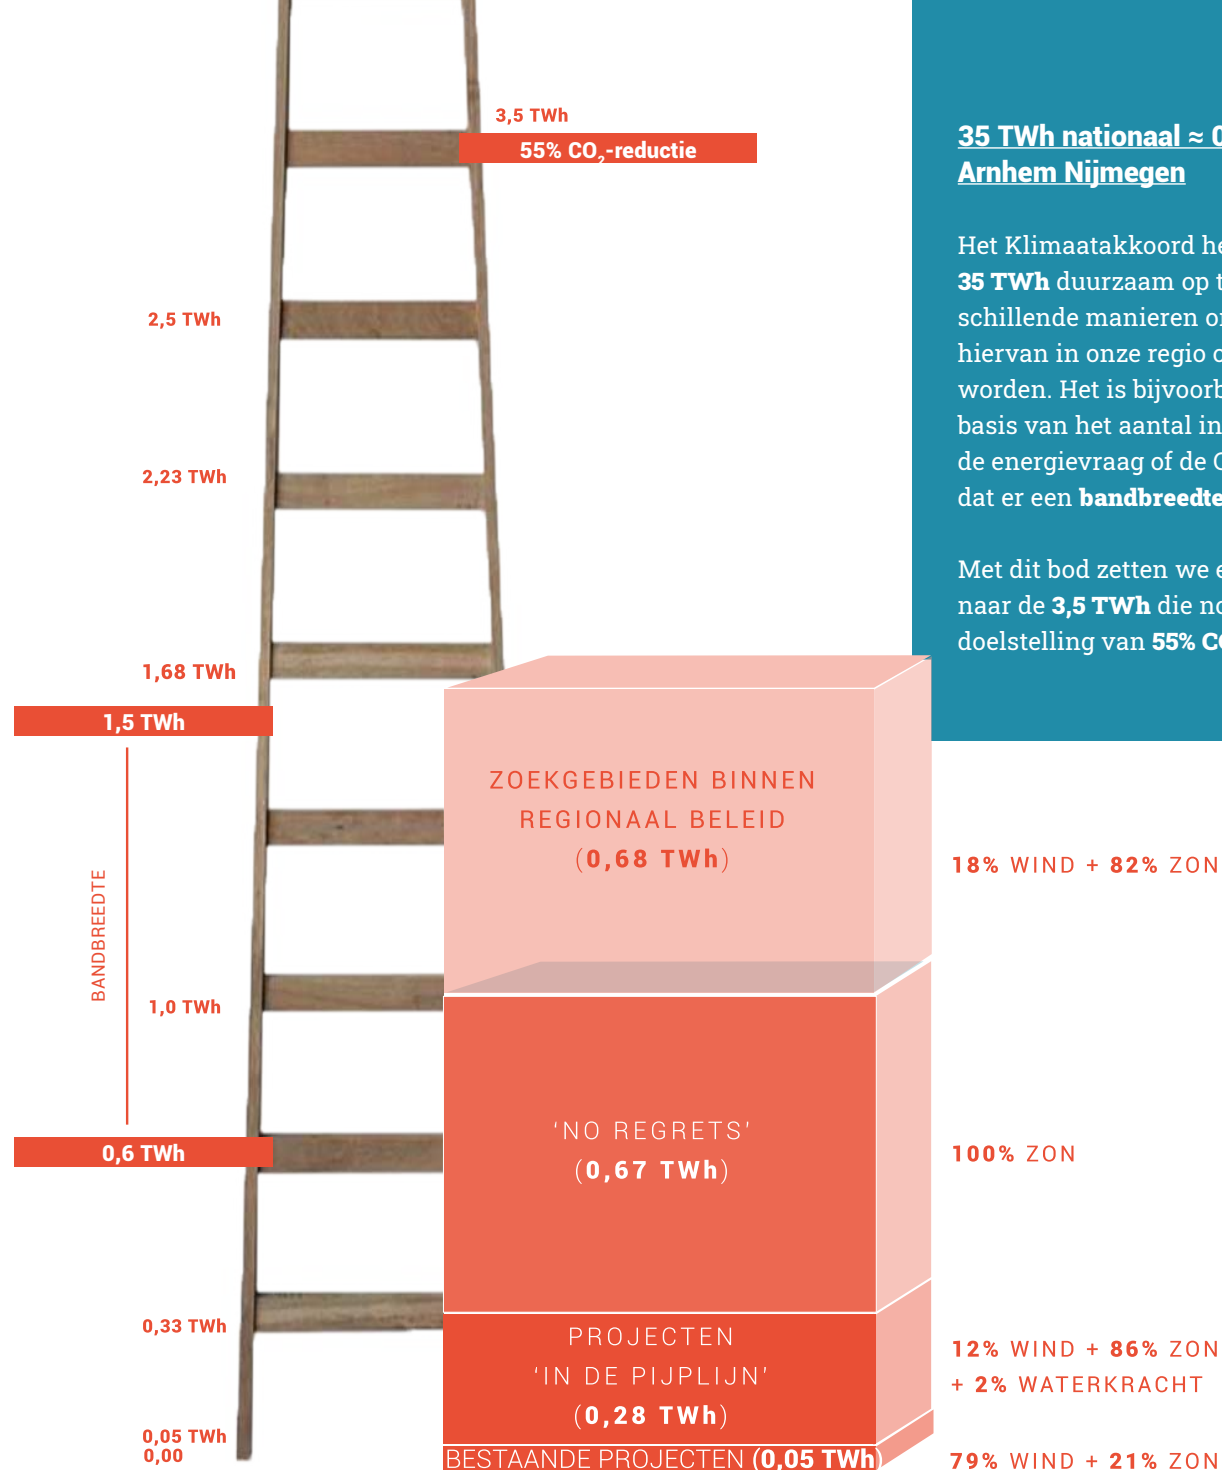 3,5 TWh
55% CO₂-reductie
2,5 TWh
2,23 TWh
1,68 TWh
1,5 TWh
BANDBREEDTE
1,0 TWh
0,6 TWh
0,33 TWh
0,05 TWh
0,00
ZOEKGEBIEDEN BINNEN
REGIONAAL BELEID
(0,68 TWh)
18% WIND + 82% ZON
‘NO REGRETS’
(0,67 TWh)
100% ZON
PROJECTEN
‘IN DE PIJPLIJN’
(0,28 TWh)
12% WIND + 86% ZON
+ 2% WATERKRACHT
BESTAANDE PROJECTEN (0,05 TWh)
79% WIND + 21% ZON
35 TWh nationaal ≈
Arnhem Nijmegen
Het Klimaatakkoord
35 TWh duurzaam op
schillende manieren
hiervan in onze regio
worden. Het is
basis van het aantal
de energievraag of de
dat er een bandbreedte
Met dit bod zetten we
naar de 3,5 TWh die
doelstelling van 55%